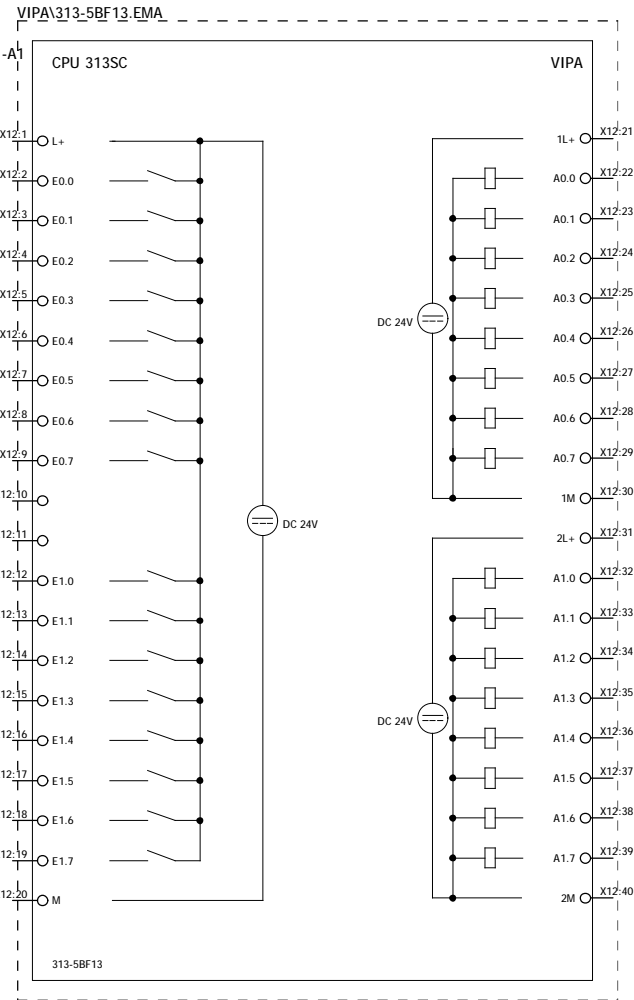 VIPA\313-5BF13.EMA
-A1
CPU 313SC
VIPA
X12:1 L+
X12:2 E0.0
X12:3 E0.1
X12:4 E0.2
X12:5 E0.3
X12:6 E0.4
X12:7 E0.5
X12:8 E0.6
X12:9 E0.7
12:10
12:11
12:12 E1.0
12:13 E1.1
12:14 E1.2
12:15 E1.3
12:16 E1.4
12:17 E1.5
12:18 E1.6
12:19 E1.7
12:20 M
DC 24V
1L+ X12:21
A0.0 X12:22
A0.1 X12:23
A0.2 X12:24
A0.3 X12:25
DC 24V
A0.4 X12:26
A0.5 X12:27
A0.6 X12:28
A0.7 X12:29
1M X12:30
2L+ X12:31
A1.0 X12:32
A1.1 X12:33
A1.2 X12:34
A1.3 X12:35
DC 24V
A1.4 X12:36
A1.5 X12:37
A1.6 X12:38
A1.7 X12:39
2M X12:40
313-5BF13